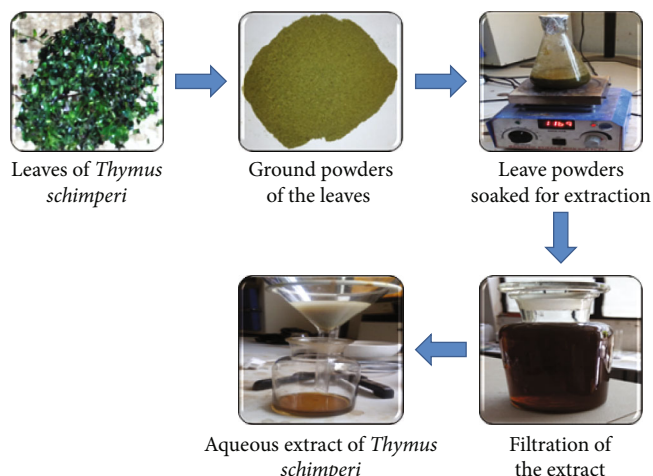 Leaves of Thymus
schimperi
Ground powders
of the leaves
Leave powders
soaked for extraction
Aqueous extract of Thymus
schimperi
Filtration of
the extract